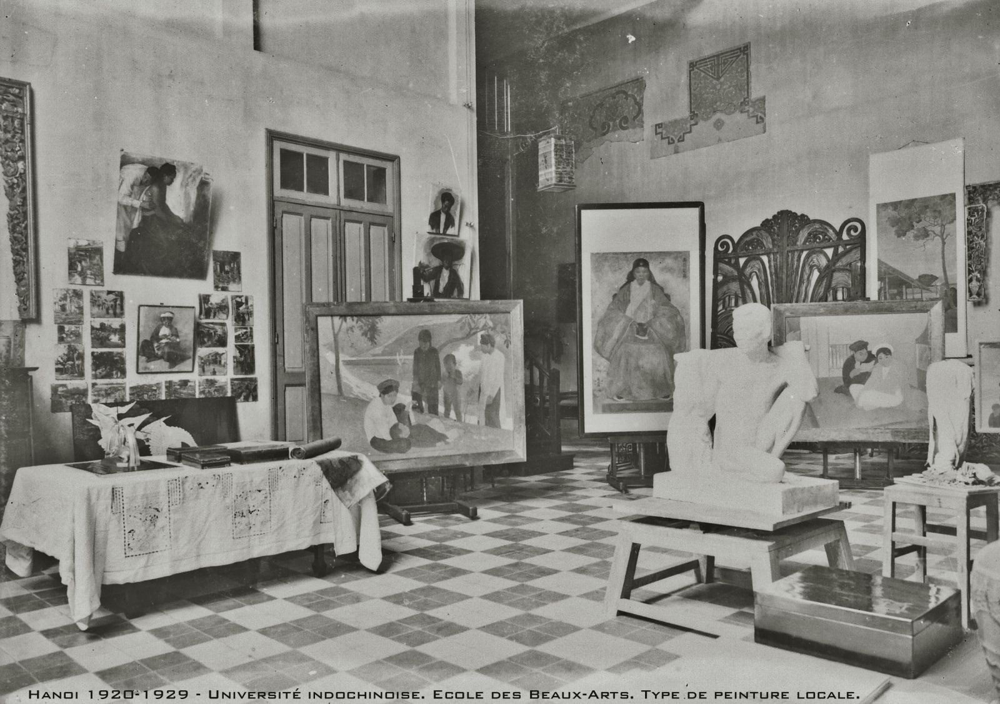 Hanoi 1920-1929 - Université indochinoise. Ecole des Beaux-Arts. Type de peinture locale.